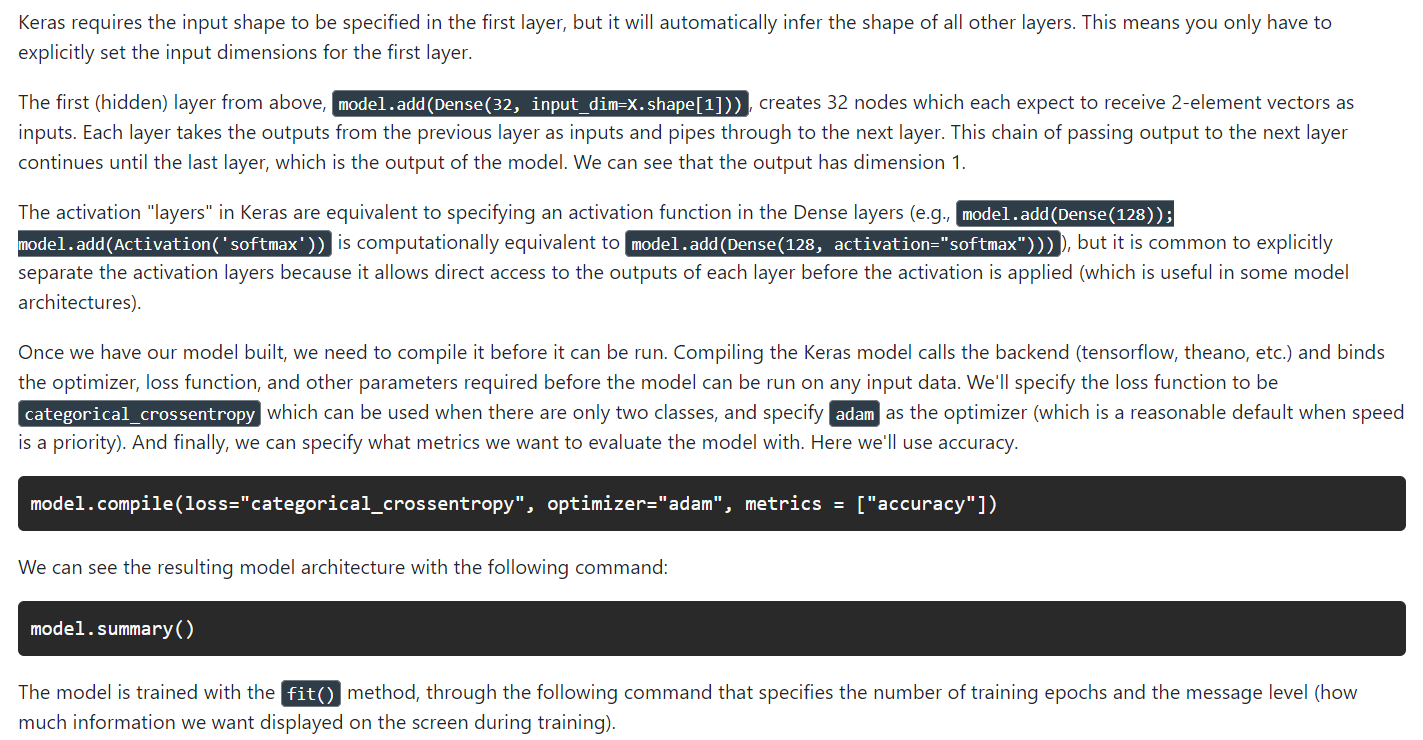 Keras requires the input shape to be specified in the first layer, but it will automatically infer the shape of all other layers. This means you only have to
explicitly set the input dimensions for the first layer.
The first (hidden) layer from above, model.add(Dense(32, input_dim=X.shape[1])) , creates 32 nodes which each expect to receive 2-element vectors as
inputs. Each layer takes the outputs from the previous layer as inputs and pipes through to the next layer. This chain of passing output to the next layer
continues until the last layer, which is the output of the model. We can see that the output has dimension 1.
The activation "layers" in Keras are equivalent to specifying an activation function in the Dense layers (e.g., model.add(Dense(128));
model.add(Activation('softmax')) is computationally equivalent to model.add(Dense(128, activation="softmax"))) ), but it is common to explicitly
separate the activation layers because it allows direct access to the outputs of each layer before the activation is applied (which is useful in some model
architectures).
Once we have our model built, we need to compile it before it can be run. Compiling the Keras model calls the backend (tensorflow, theano, etc.) and binds
the optimizer, loss function, and other parameters required before the model can be run on any input data. We'll specify the loss function to be
categorical_crossentropy which can be used when there are only two classes, and specify adam as the optimizer (which is a reasonable default when speed
is a priority). And finally, we can specify what metrics we want to evaluate the model with. Here we'll use accuracy.
model.compile(loss="categorical_crossentropy", optimizer="adam", metrics = ["accuracy"])
We can see the resulting model architecture with the following command:
model.summary()
The model is trained with the fit() method, through the following command that specifies the number of training epochs and the message level (how
much information we want displayed on the screen during training).